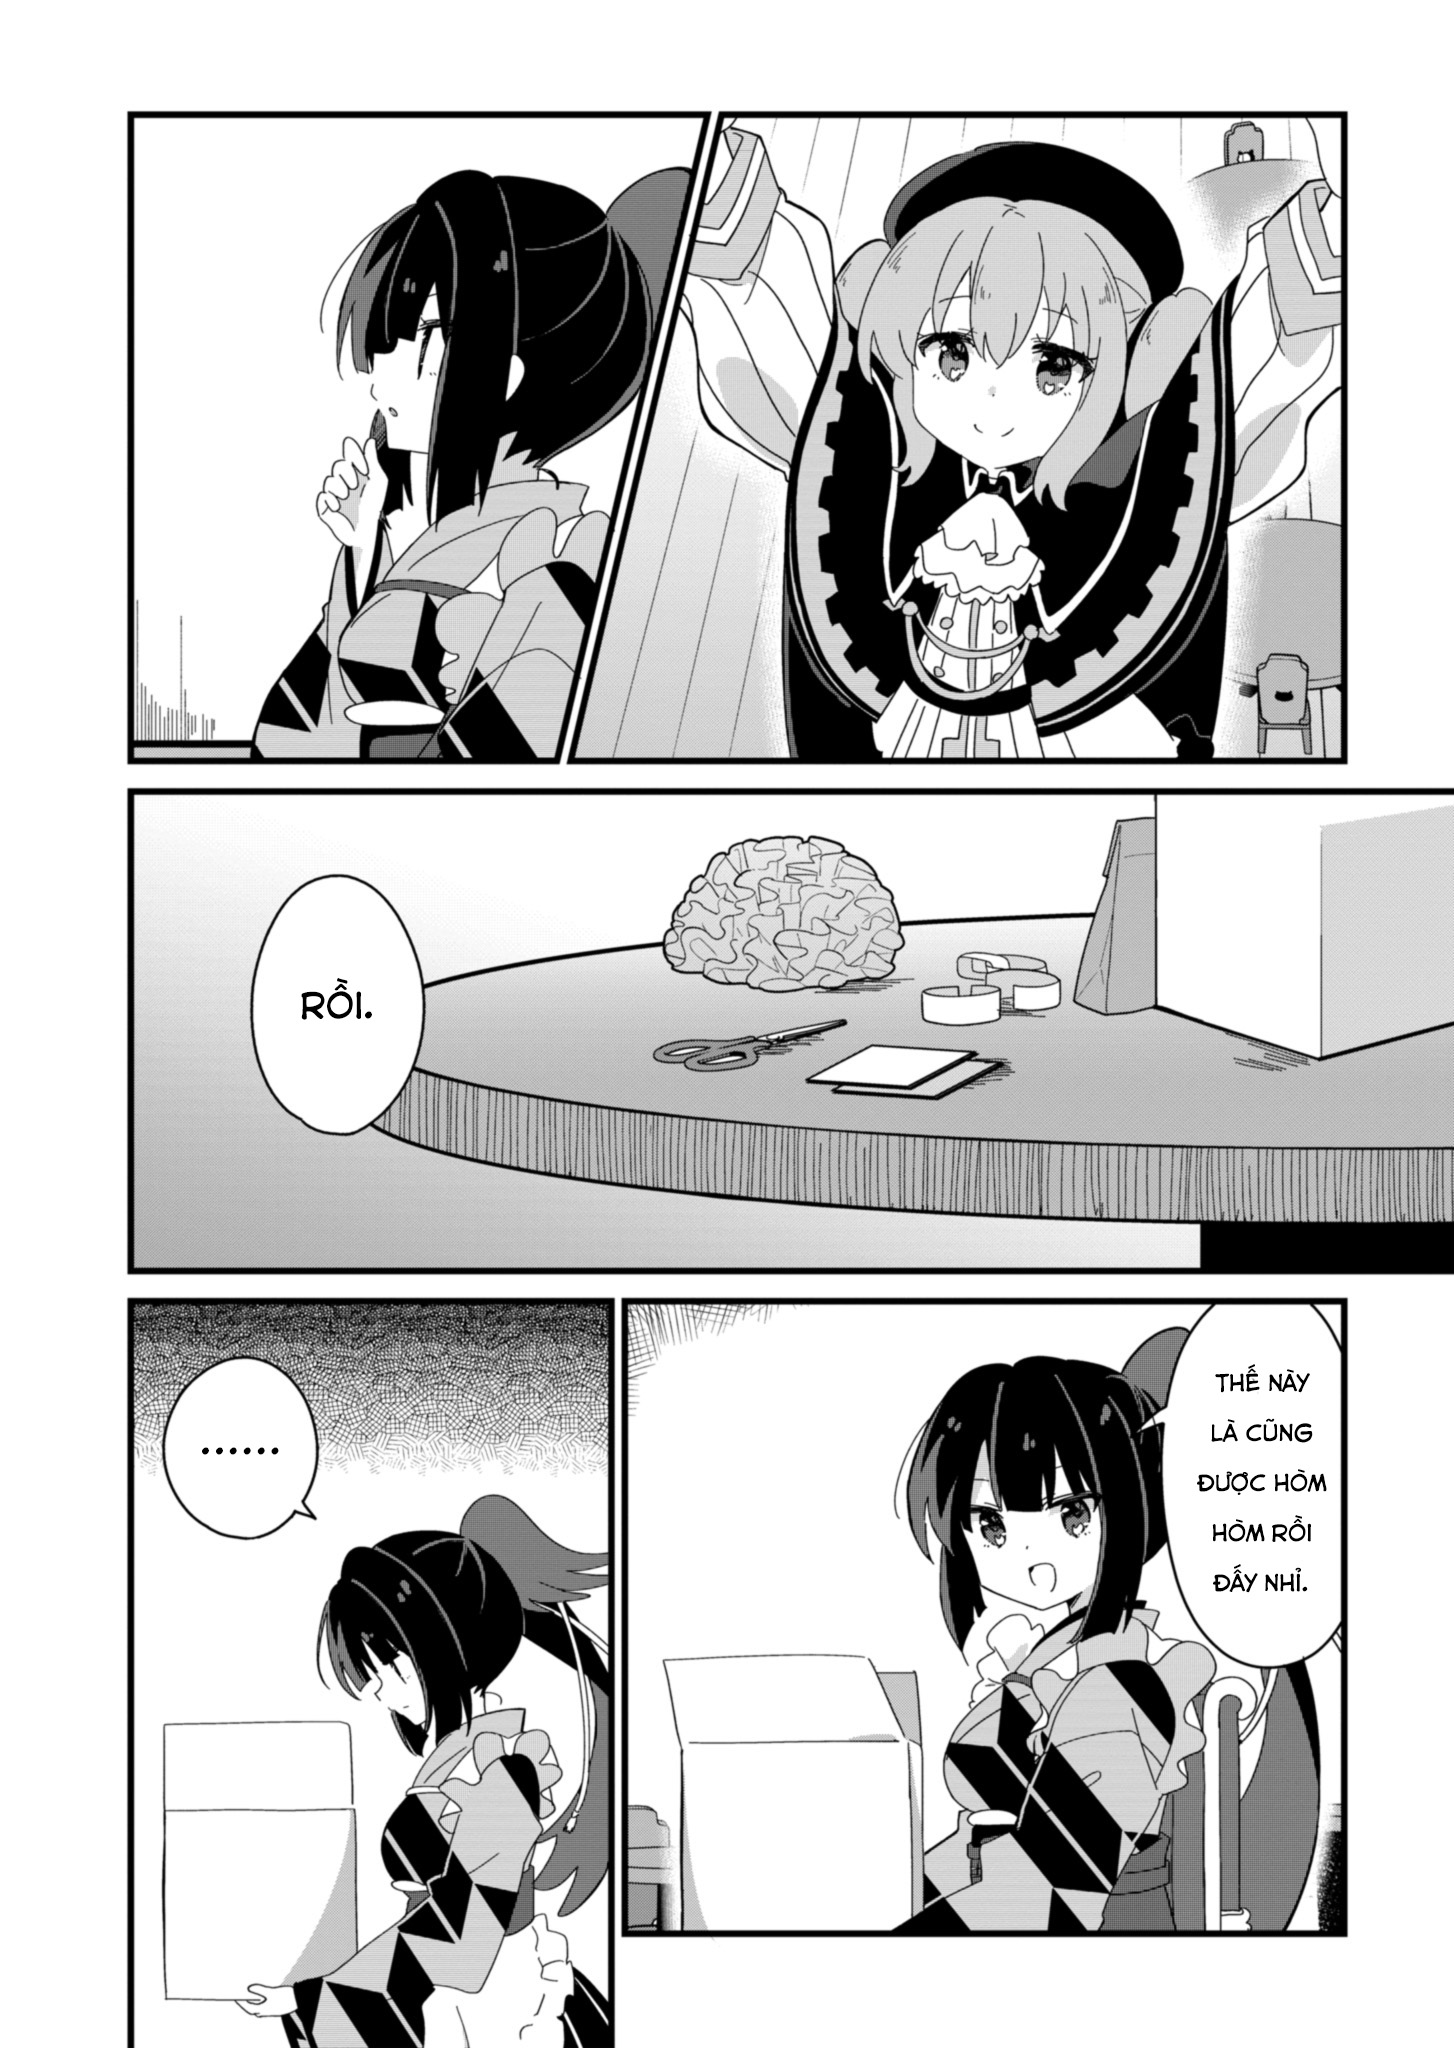 RỒI.
THẾ NÀY
LÀ CŨNG
ĐƯỢC HÒM
HÒM RỒI
ĐẤY NHỈ.
......